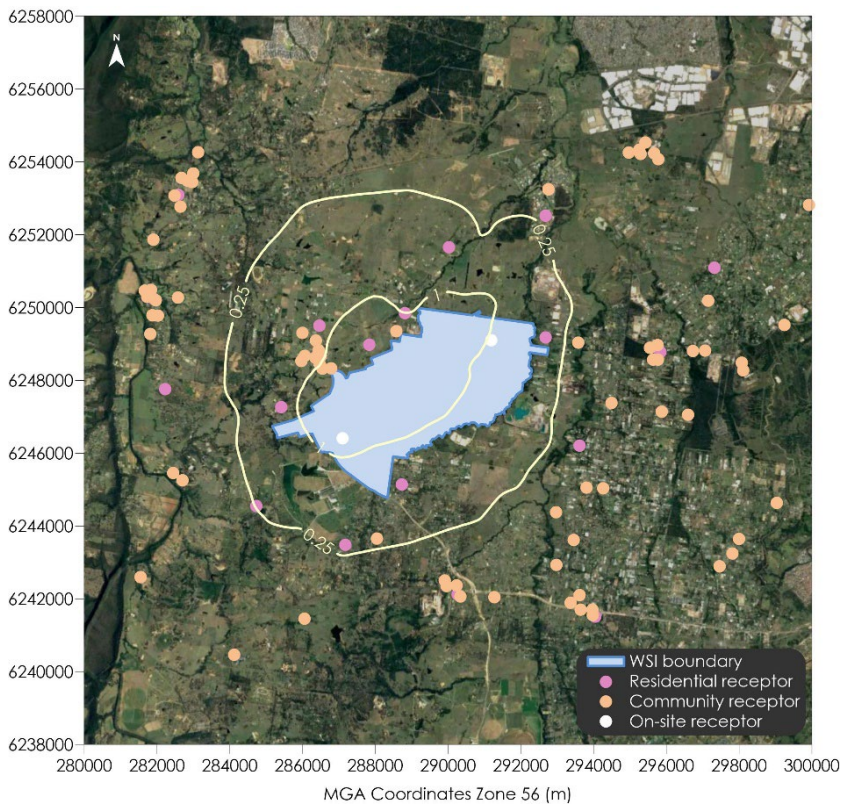 6258000
6256000
6254000
6252000
6250000
6248000
6246000
6244000
6242000
6240000
6238000
N
0.25
0.25
1
1
0.25
WSI boundary
Residential receptor
Community receptor
On-site receptor
280000 282000 284000 286000 288000 290000 292000 294000 296000 298000 300000
MGA Coordinates Zone 56 (m)